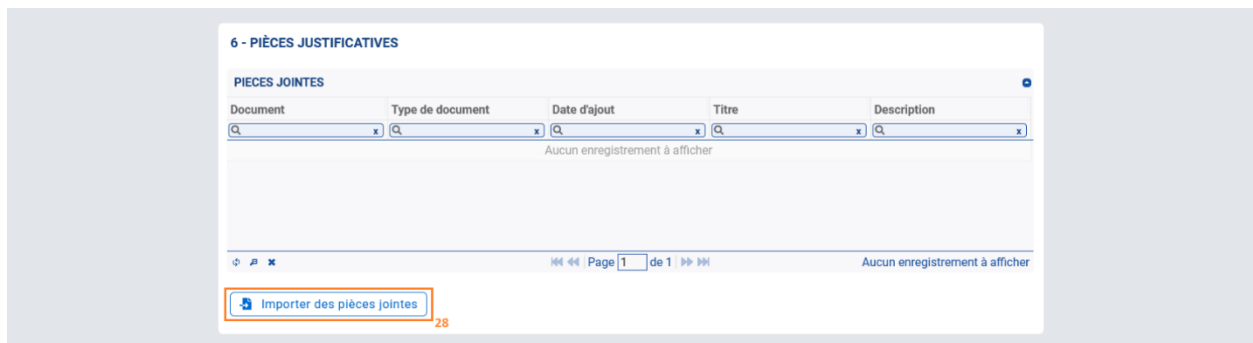 6 - PIÈCES JUSTIFICATIVES
PIECES JOINTES
Document Type de document Date d'ajout Titre Description
x x x x x
Aucun enregistrement à afficher
Page 1 de 1 Aucun enregistrement à afficher
Importer des pièces jointes
28